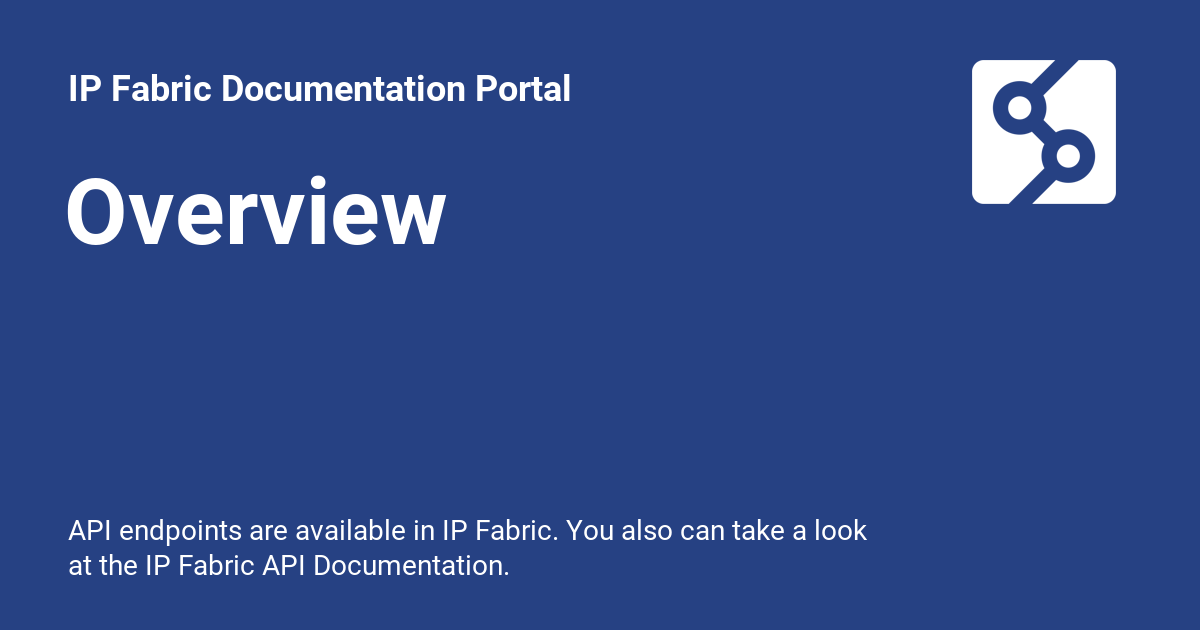 IP Fabric Documentation Portal
Overview
API endpoints are available in IP Fabric. You also can take a look
at the IP Fabric API Documentation.